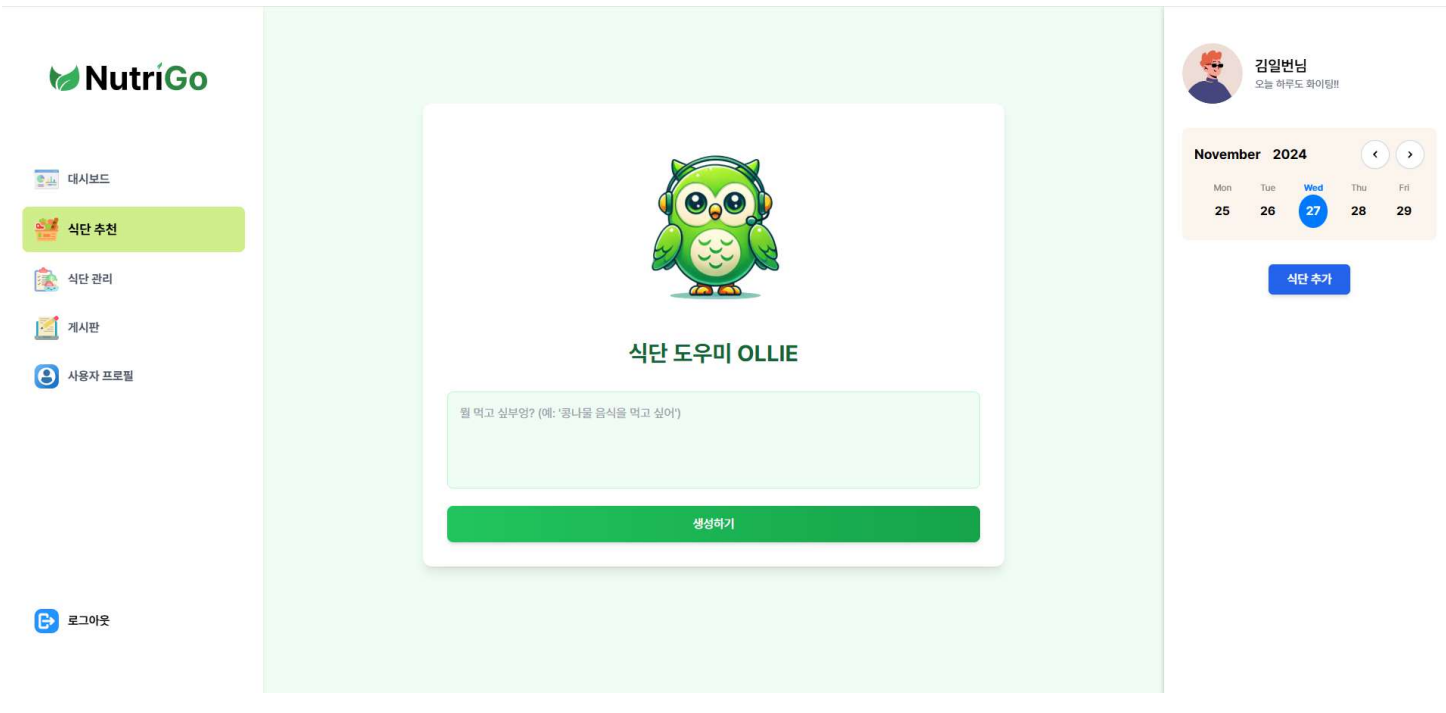 NutriGo
대시보드
식단 추천
식단 관리
게시판
사용자 프로필
로그아웃
식단 도우미 OLLIE
뭘 먹고 싶부엉? (예: '콩나물 음식을 먹고 싶어')
생성하기
김일번님
오늘 하루도 화이팅!!
November 2024
‹ ›
Mon Tue Wed Thu Fri
25 26 27 28 29
식단 추가